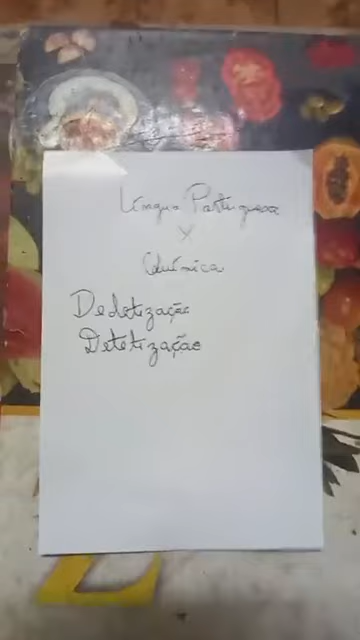 Língua Portuguesa
X
Química
Dedetização
Detetização